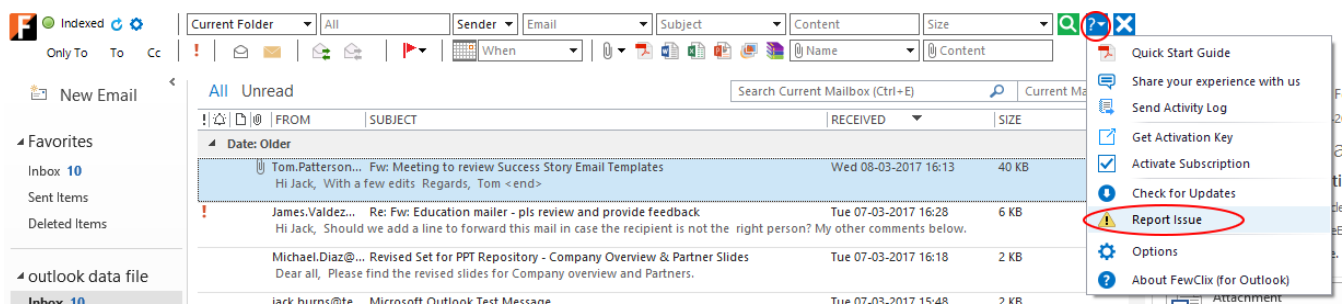 Indexed Current Folder All Sender Email Subject Content Size ?
Only To To Cc ! When Name Content
Quick Start Guide
Share your experience with us
Send Activity Log
Get Activation Key
Activate Subscription
Check for Updates
Report Issue
Options
About FewClix (for Outlook)
New Email
Favorites
Inbox 10
Sent Items
Deleted Items
outlook data file
Inbox 10
All Unread Search Current Mailbox (Ctrl+E) Current Ma
! FROM SUBJECT RECEIVED SIZE
Date: Older
Tom.Patterson... Fw: Meeting to review Success Story Email Templates Wed 08-03-2017 16:13 40 KB
Hi Jack, With a few edits Regards, Tom <end>
! James.Valdez... Re: Fw: Education mailer - pls review and provide feedback Tue 07-03-2017 16:28 6 KB
Hi Jack, Should we add a line to forward this mail in case the recipient is not the right person? My other comments below.
Michael.Diaz@... Revised Set for PPT Repository - Company Overview & Partner Slides Tue 07-03-2017 16:18 2 KB
Dear all, Please find the revised slides for Company overview and Partners.
jack.burns@te... Microsoft Outlook Test Message Tue 07-03-2017 15:48 2 KB
Attachment